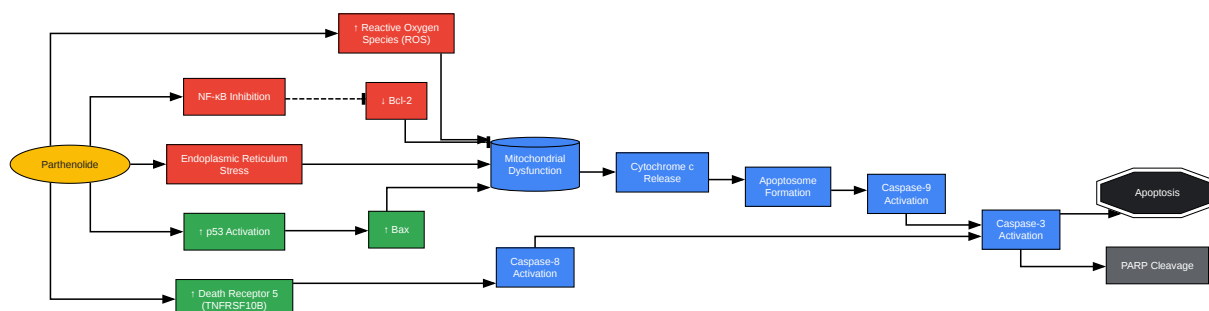 ↑ Reactive Oxygen
Species (ROS)
NF-κB Inhibition
↓ Bcl-2
Parthenolide
Endoplasmic Reticulum
Stress
Mitochondrial
Dysfunction
Cytochrome c
Release
Apoptosome
Formation
Caspase-9
Activation
Apoptosis
↑ p53 Activation
↑ Bax
Caspase-3
Activation
Caspase-8
Activation
PARP Cleavage
↑ Death Receptor 5
(TNFRSF10B)